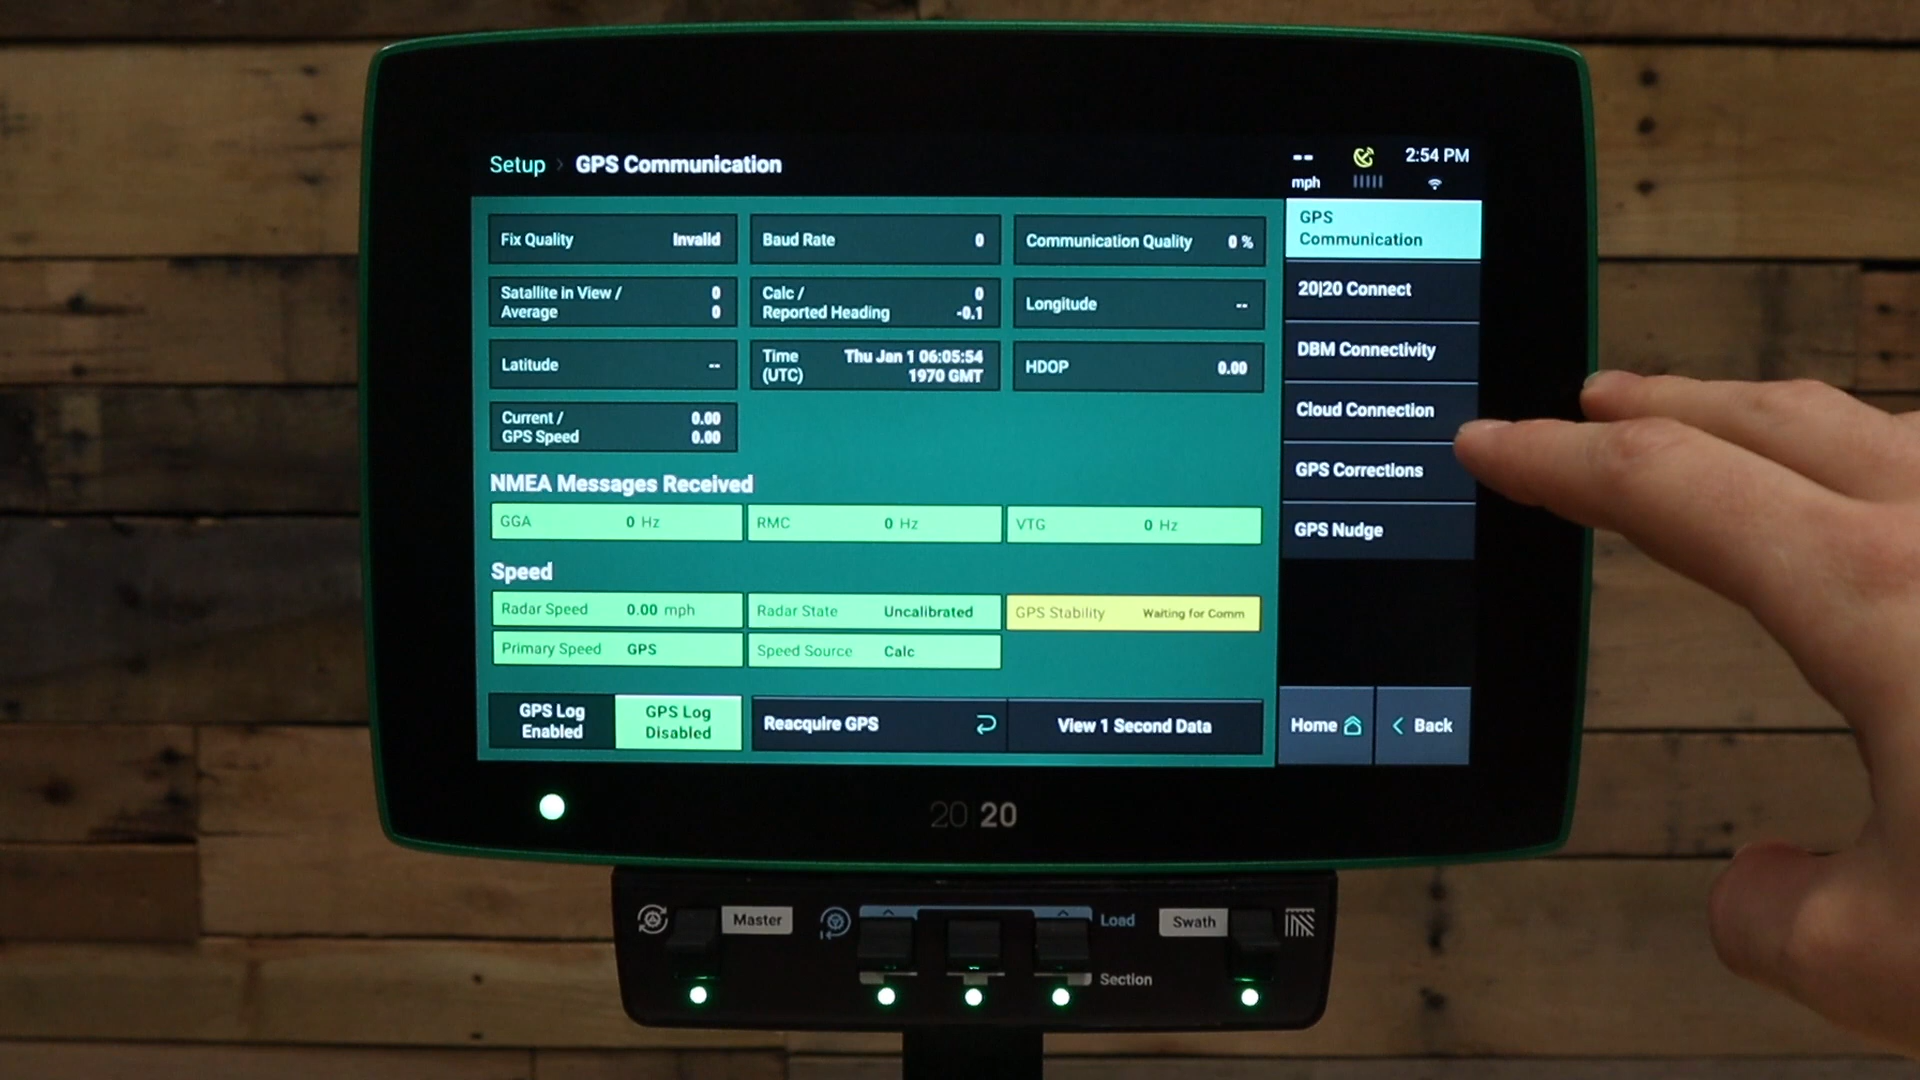 Setup > GPS Communication
-- mph
2:54 PM
Fix Quality Invalid
Baud Rate 0
Communication Quality 0 %
Satallite in View / 0
Average 0
Calc / 0
Reported Heading -0.1
Longitude --
Latitude --
Time Thu Jan 1 06:05:54
(UTC) 1970 GMT
HDOP 0.00
Current / 0.00
GPS Speed 0.00
NMEA Messages Received
GGA 0 Hz
RMC 0 Hz
VTG 0 Hz
Speed
Radar Speed 0.00 mph
Radar State Uncalibrated
GPS Stability Waiting for Comm
Primary Speed GPS
Speed Source Calc
GPS Log
Enabled
GPS Log
Disabled
Reacquire GPS
View 1 Second Data
GPS
Communication
20|20 Connect
DBM Connectivity
Cloud Connection
GPS Corrections
GPS Nudge
Home
< Back
20 20
Master
Load
Swath
Section